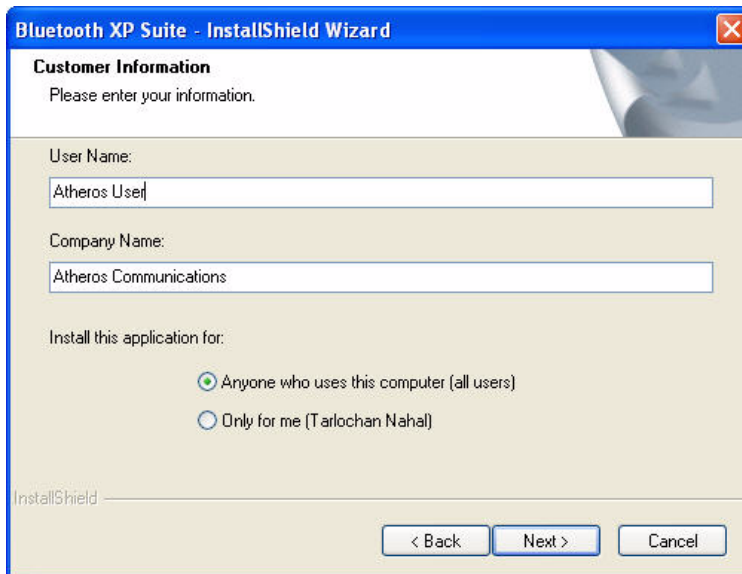 Bluetooth XP Suite - InstallShield Wizard
Customer Information
Please enter your information.
User Name:
Atheros User
Company Name:
Atheros Communications
Install this application for:
Anyone who uses this computer (all users)
Only for me (Tarlochan Nahal)
InstallShield
< Back Next > Cancel